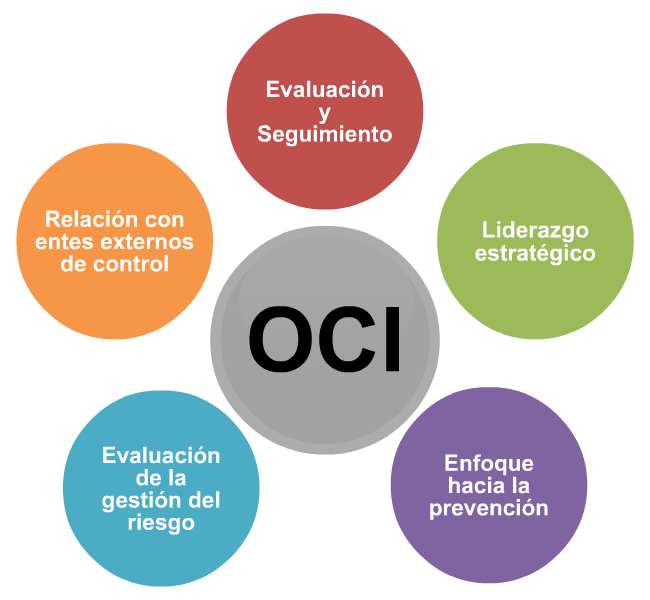 Evaluación
y
Seguimiento
Relación con
entes externos
de control
Liderazgo
estratégico
OCI
Evaluación
de la
gestión del
riesgo
Enfoque
hacia la
prevención